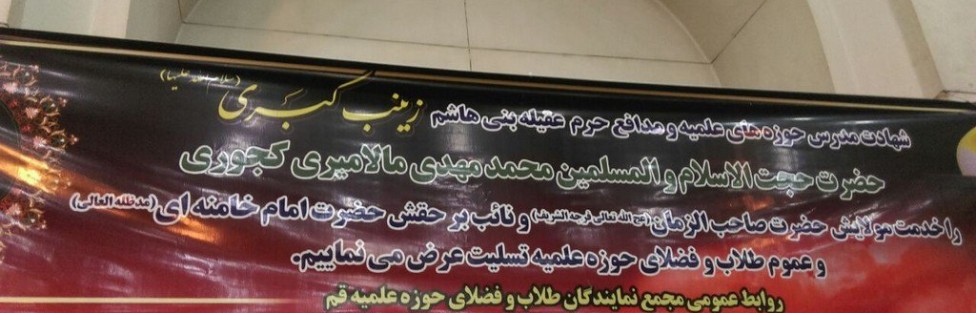 شهادت مدرس حوزه های علمیه و مدافع حرم عقیله بنی هاشم زینب کبری (سلام الله علیها)
حضرت حجت الاسلام و المسلمین محمد مهدی مالامیری کجوری
را خدمت مولایش حضرت صاحب الزمان (عج الله تعالی فرجه الشریف) و نائب بر حقش حضرت امام خامنه ای (مدظله العالی)
و عموم طلاب و فضلای حوزه علمیه تسلیت عرض می نماییم.
روابط عمومی مجمع نمایندگان طلاب و فضلای حوزه علمیه قم